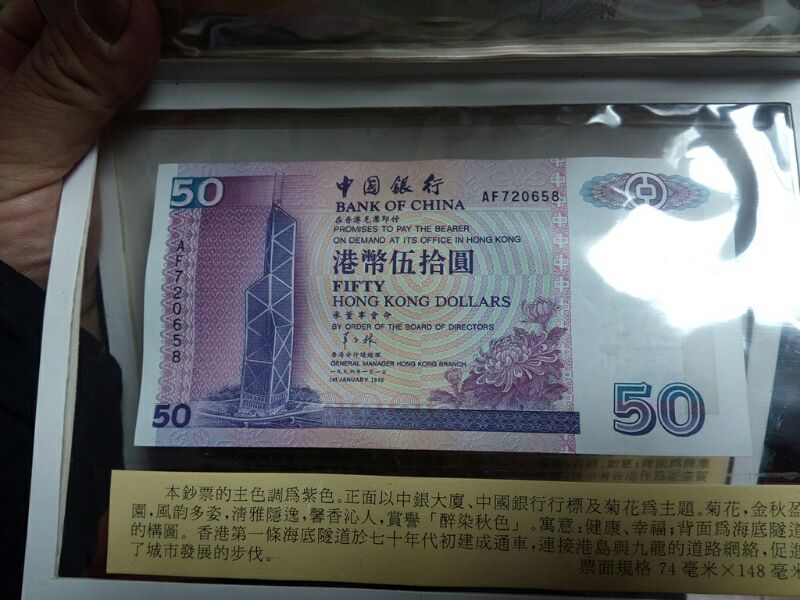 50
中國銀行
BANK OF CHINA
AF720658
在香港見票即付
PROMISES TO PAY THE BEARER
ON DEMAND AT ITS OFFICE IN HONG KONG
港幣伍拾圓
FIFTY
HONG KONG DOLLARS
承董事會命
BY ORDER OF THE BOARD OF DIRECTORS
香港分行總經理
GENERAL MANAGER HONG KONG BRANCH
一九九六年一月一日
1st JANUARY 1996
AF720658
50
50
本鈔票的主色調爲紫色。正面以中銀大廈、中國銀行行標及菊花爲主題。菊花,金秋盈
園,風韵多姿,清雅隱逸,馨香沁人,賞譽「醉染秋色」。寓意:健康、幸福;背面爲海底隧道
的構圖。香港第一條海底隧道於七十年代初建成通車,連接港島與九龍的道路網絡,促進
了城市發展的步伐。
票面規格 74 毫米×148 毫米